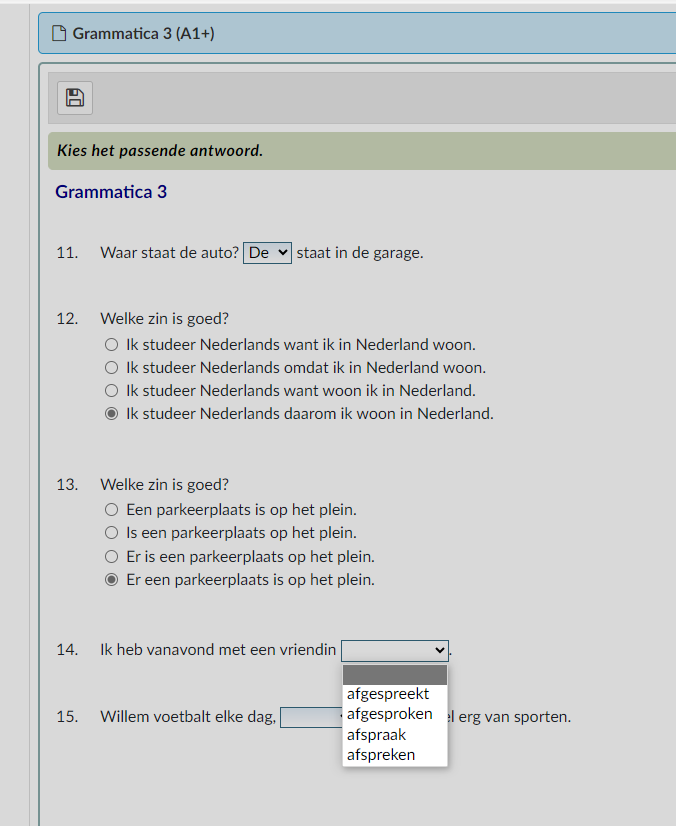 Grammatica 3 (A1+)
Kies het passende antwoord.
Grammatica 3
11. Waar staat de auto? De staat in de garage.
12. Welke zin is goed?
Ik studeer Nederlands want ik in Nederland woon.
Ik studeer Nederlands omdat ik in Nederland woon.
Ik studeer Nederlands want woon ik in Nederland.
Ik studeer Nederlands daarom ik woon in Nederland.
13. Welke zin is goed?
Een parkeerplaats is op het plein.
Is een parkeerplaats op het plein.
Er is een parkeerplaats op het plein.
Er een parkeerplaats is op het plein.
14. Ik heb vanavond met een vriendin .
afgespreekt
afgesproken
afspraak
afspreken
15. Willem voetbalt elke dag, erg van sporten.